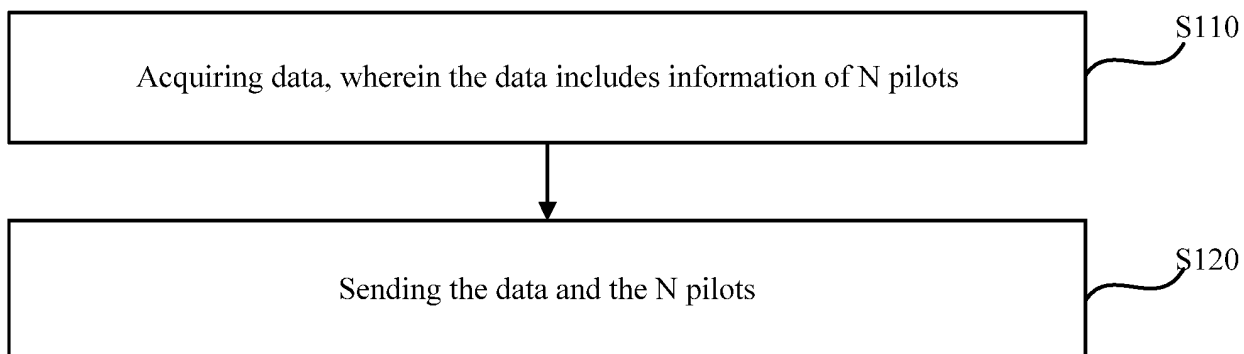 S110
Acquiring data, wherein the data includes information of N pilots
S120
Sending the data and the N pilots